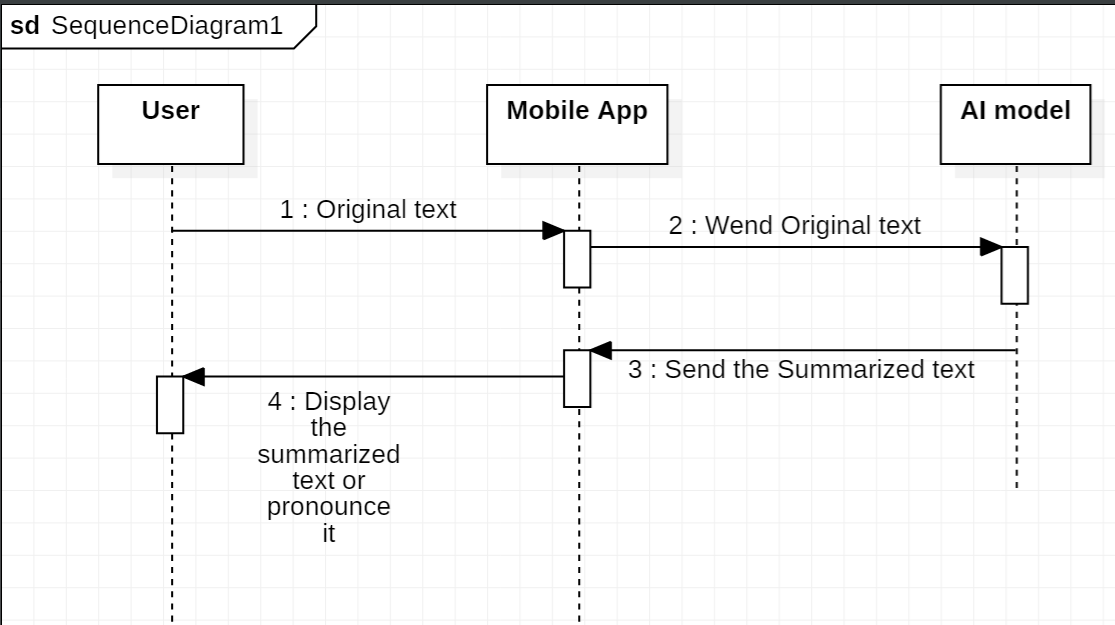 sd SequenceDiagram1
User
Mobile App
AI model
1 : Original text
2 : Wend Original text
3 : Send the Summarized text
4 : Display
the
summarized
text or
pronounce
it